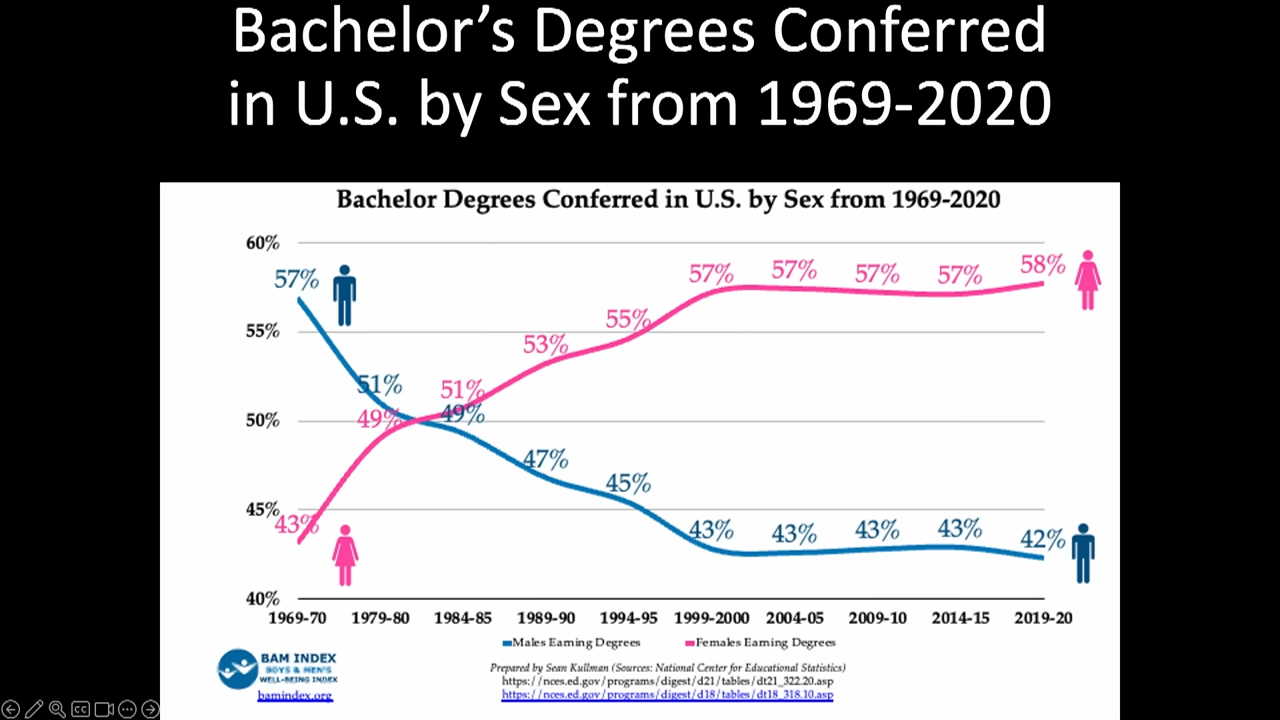 Bachelor’s Degrees Conferred
in U.S. by Sex from 1969-2020
Bachelor Degrees Conferred in U.S. by Sex from 1969-2020
60%
57%
57%
57%
57%
57%
58%
55%
55%
53%
51%
51%
50%
49%
49%
47%
45%
45%
43%
43%
43%
43%
43%
42%
40%
1969-70
1979-80
1984-85
1989-90
1994-95
1999-2000
2004-05
2009-10
2014-15
2019-20
Males Earning Degrees
Females Earning Degrees
BAM INDEX
BOYS & MEN'S
WELL-BEING INDEX
bamindex.org
Prepared by Sean Kullman (Sources: National Center for Educational Statistics)
https://nces.ed.gov/programs/digest/d21/tables/dt21_322.20.asp
https://nces.ed.gov/programs/digest/d18/tables/dt18_318.10.asp
CC